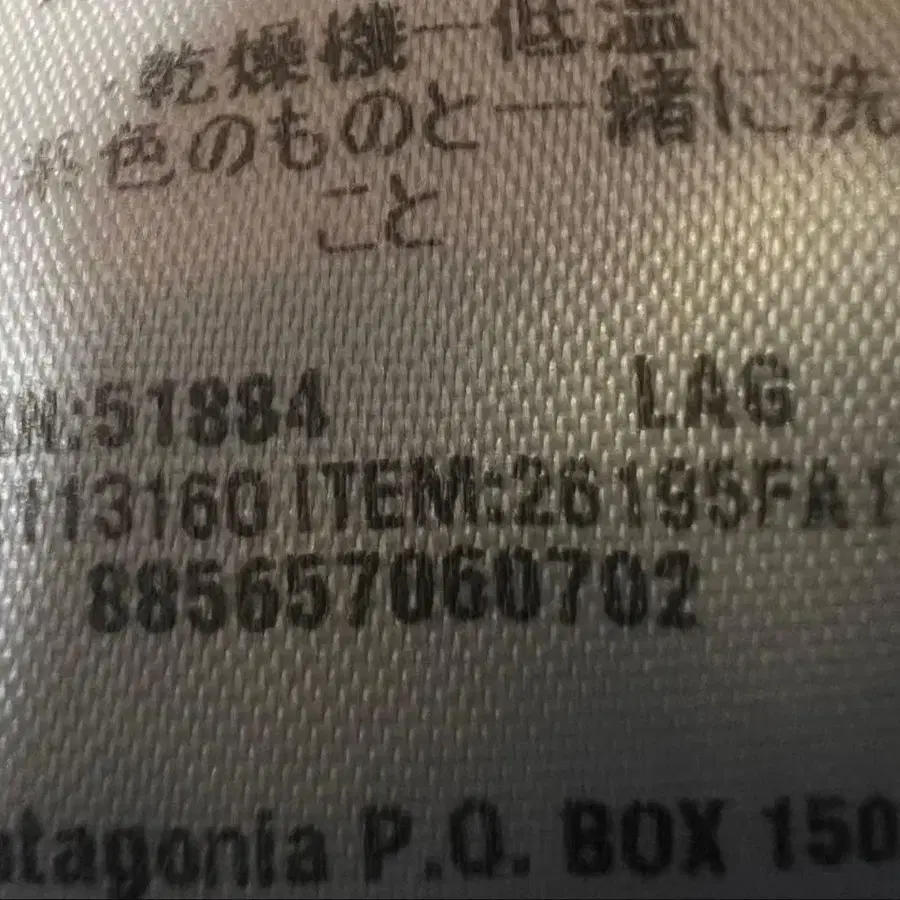 乾燥機ー低温
色のものと一緒に洗
こと
:51884 LAG
11316G ITEM:26195FA1
885657060702
atagonia P.O. BOX 150